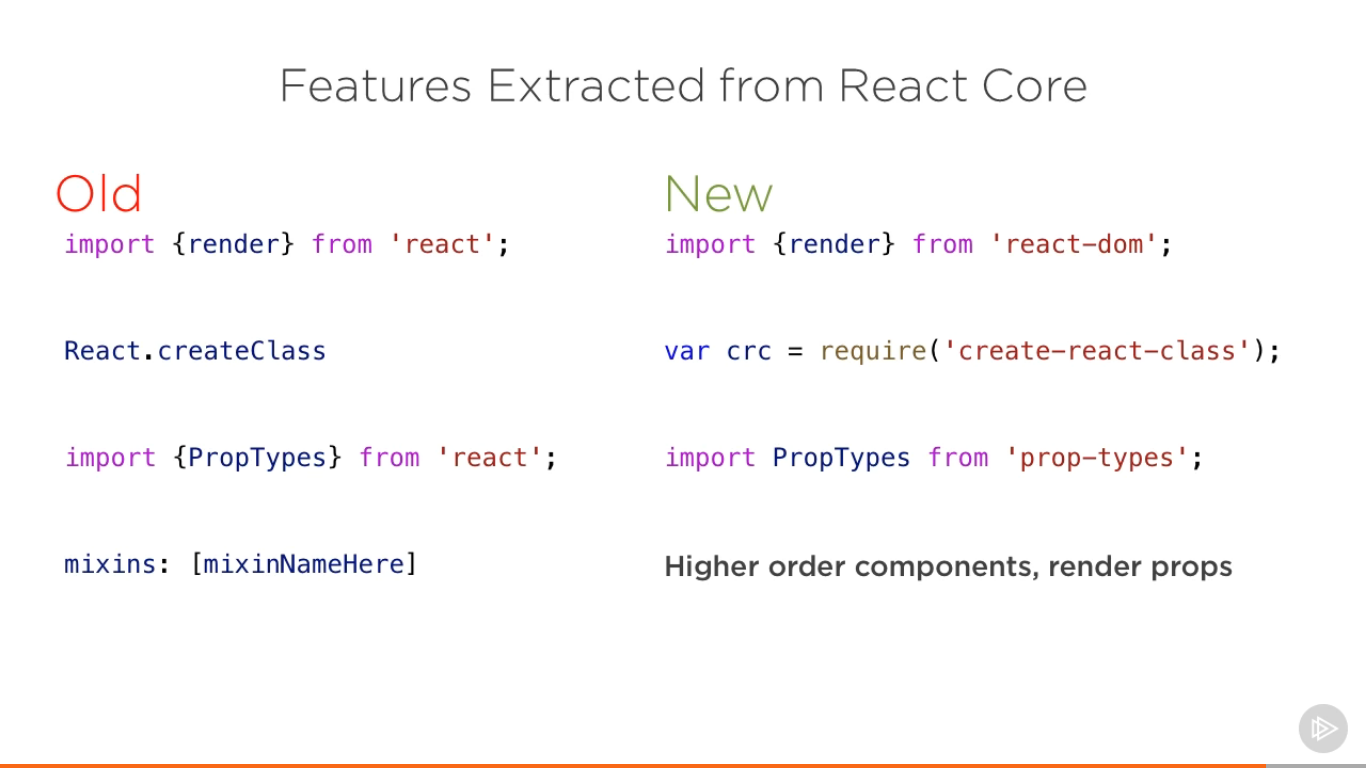 Features Extracted from React Core
Old
import {render} from 'react';
React.createClass
import {PropTypes} from 'react';
mixins: [mixinNameHere]
New
import {render} from 'react-dom';
var crc = require('create-react-class');
import PropTypes from 'prop-types';
Higher order components, render props